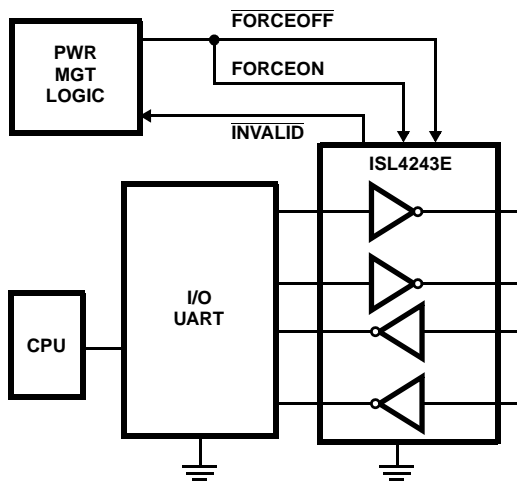 FORCEOFF
PWR
MGT
LOGIC
FORCEON
INVALID
ISL4243E
I/O
UART
CPU